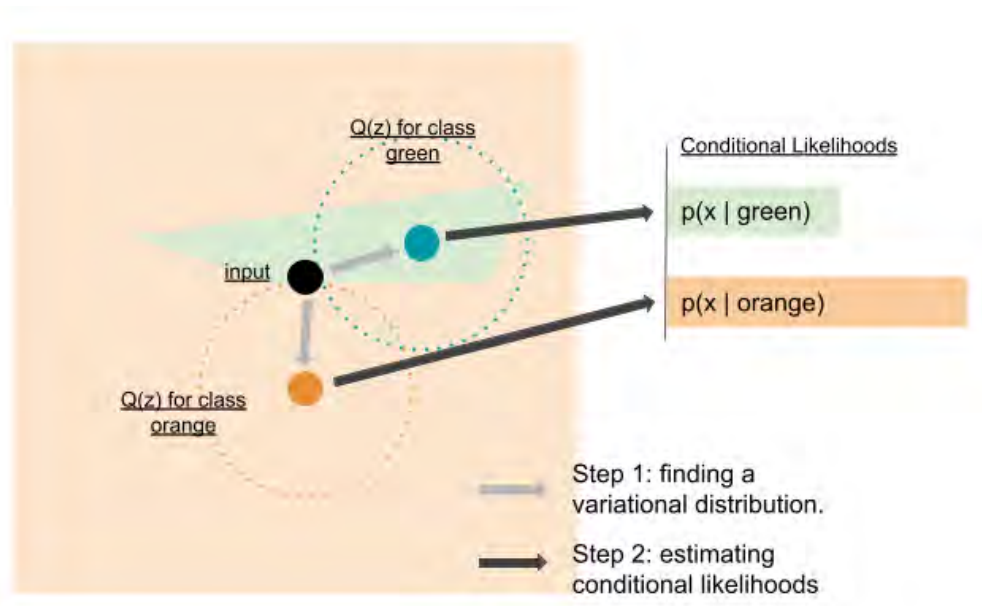 Q(z) for class
green
Conditional Likelihoods
p(x | green)
input
p(x | orange)
Q(z) for class
orange
Step 1: finding a
variational distribution.
Step 2: estimating
conditional likelihoods